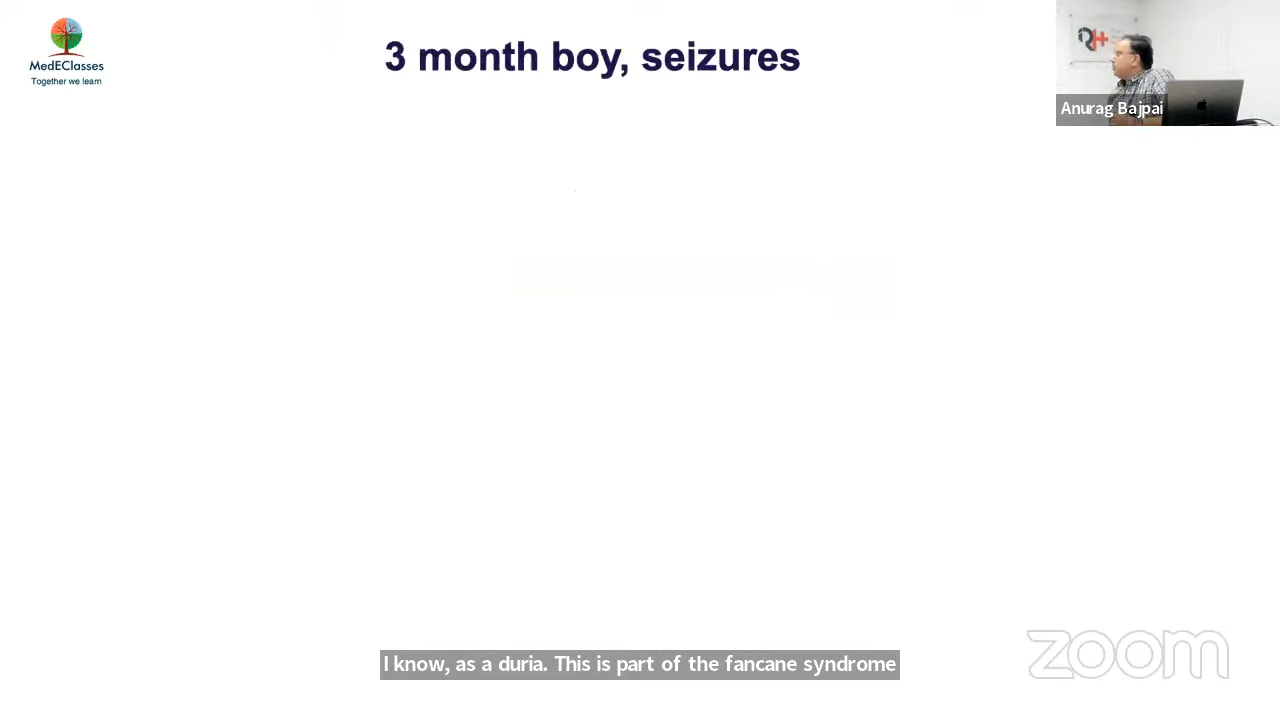 MedEClasses
Together we learn
3 month boy, seizures
RH+
Anurag Bajpai
I know, as a duria. This is part of the fancane syndrome
zoom